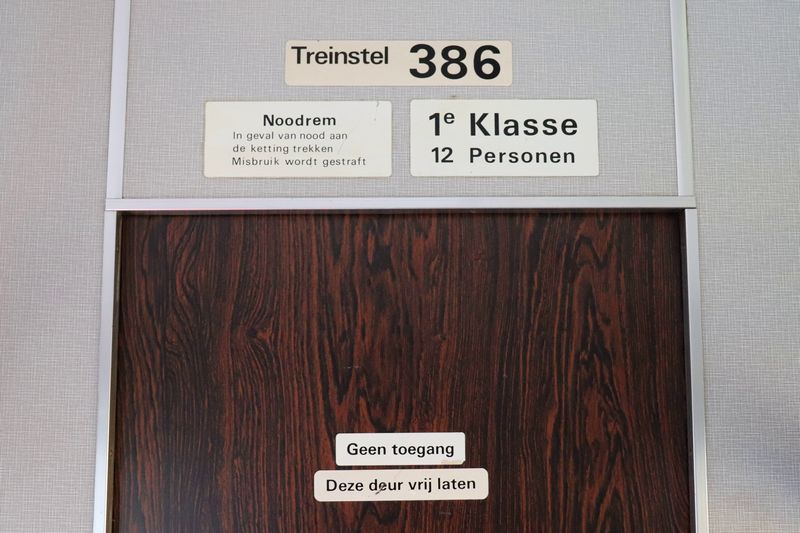 Treinstel 386
Noodrem
In geval van nood aan
de ketting trekken
Misbruik wordt gestraft
1e Klasse
12 Personen
Geen toegang
Deze deur vrij laten